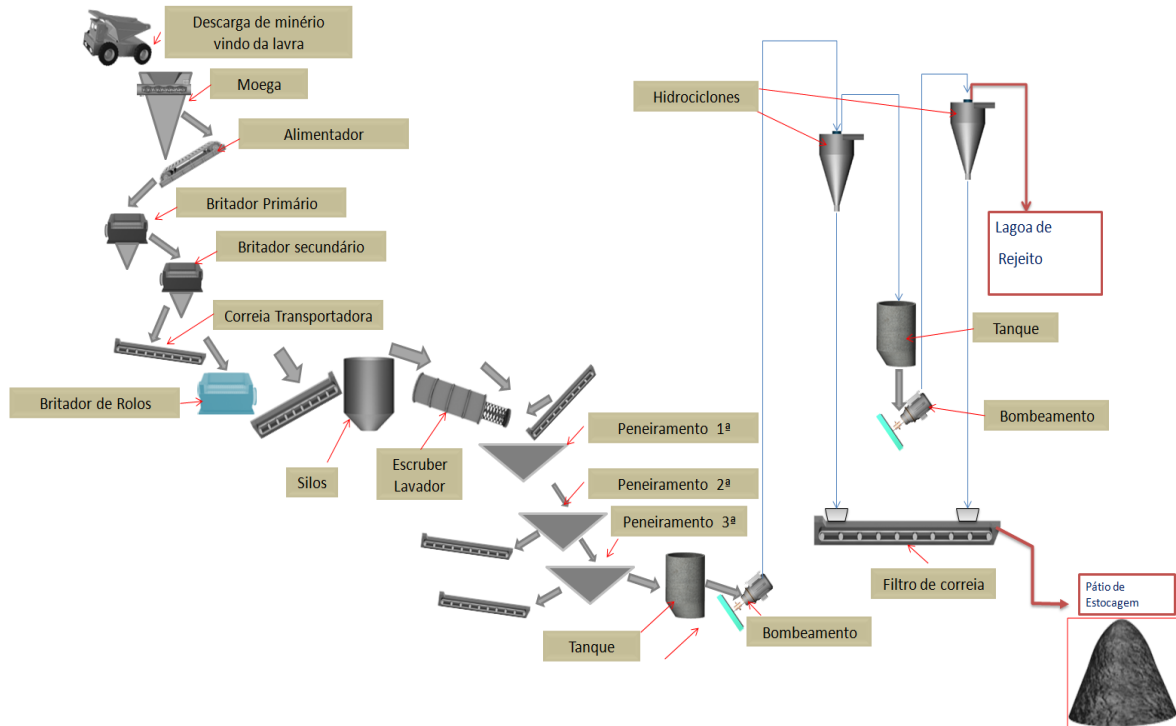 Descarga de minério
vindo da lavra
Moega
Alimentador
Britador Primário
Britador secundário
Correia Transportadora
Britador de Rolos
Silos
Escruber
Lavador
Peneiramento 1ª
Peneiramento 2ª
Peneiramento 3ª
Tanque
Bombeamento
Hidrociclones
Lagoa de
Rejeito
Tanque
Bombeamento
Filtro de correia
Pátio de
Estocagem